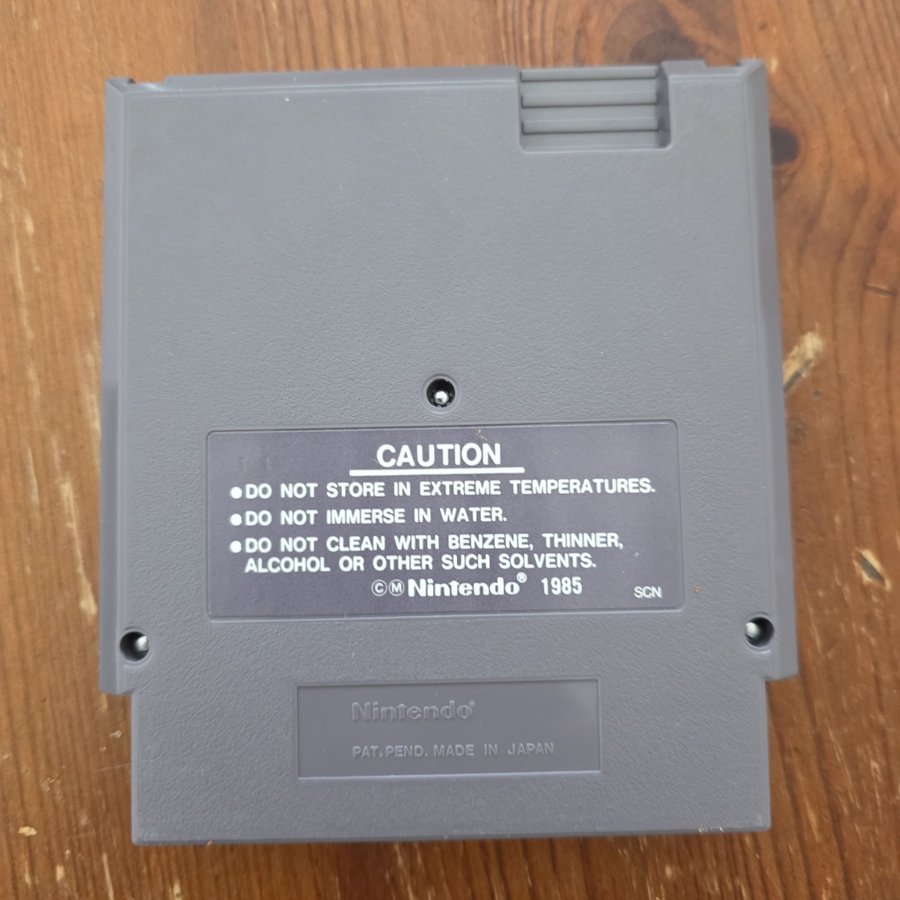 CAUTION
•DO NOT STORE IN EXTREME TEMPERATURES.
•DO NOT IMMERSE IN WATER.
•DO NOT CLEAN WITH BENZENE, THINNER,
ALCOHOL OR OTHER SUCH SOLVENTS.
©Ⓜ Nintendo® 1985
SCN
Nintendo®
PAT. PEND. MADE IN JAPAN